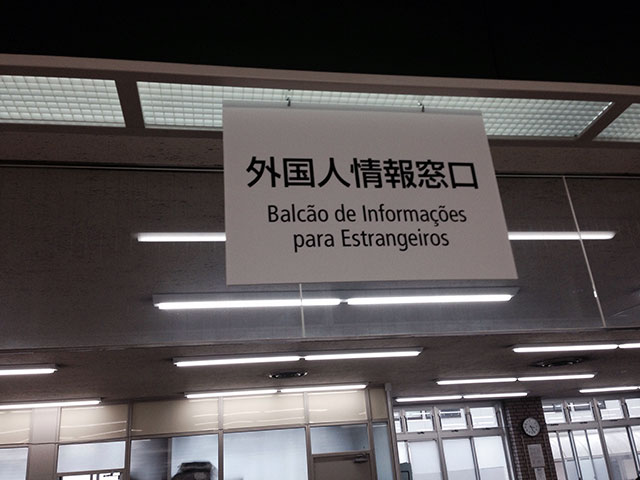 外国人情報窓口
Balcão de Informações
para Estrangeiros